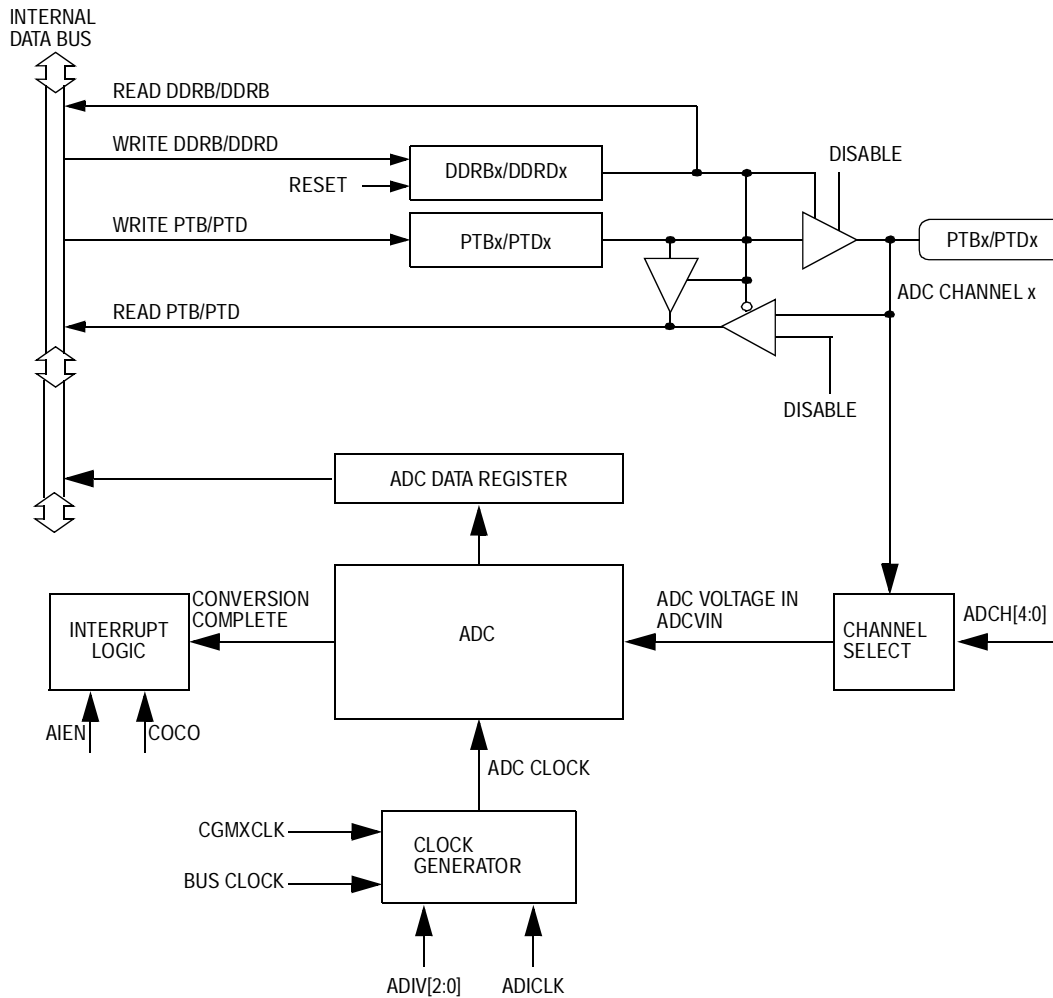 INTERNAL
DATA BUS
READ DDRB/DDRB
WRITE DDRB/DDRD
DISABLE
RESET
DDRBx/DDRDx
WRITE PTB/PTD
PTBx/PTDx
PTBx/PTDx
ADC CHANNEL x
READ PTB/PTD
DISABLE
ADC DATA REGISTER
CONVERSION
COMPLETE
INTERRUPT
LOGIC
ADC
ADC VOLTAGE IN
ADCVIN
CHANNEL
SELECT
ADCH[4:0]
AIEN
COCO
ADC CLOCK
CGMXCLK
CLOCK
GENERATOR
BUS CLOCK
ADIV[2:0]
ADICLK